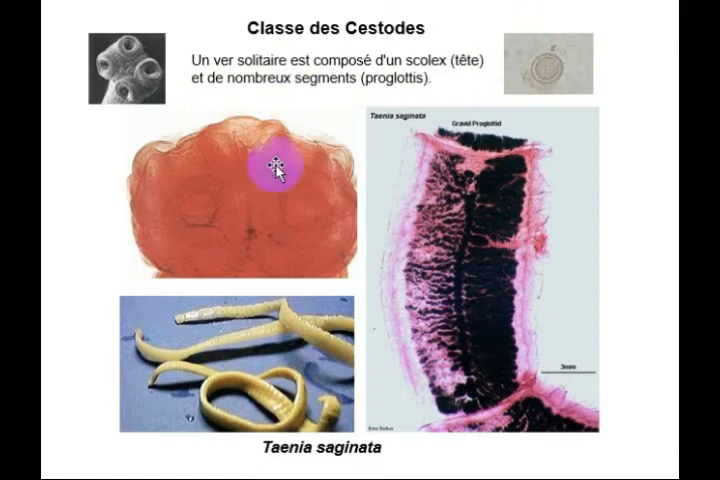 Classe des Cestodes
Un ver solitaire est composé d'un scolex (tête)
et de nombreux segments (proglottis).
Taenia saginata
Gravid Proglottid
3mm
Taenia saginata